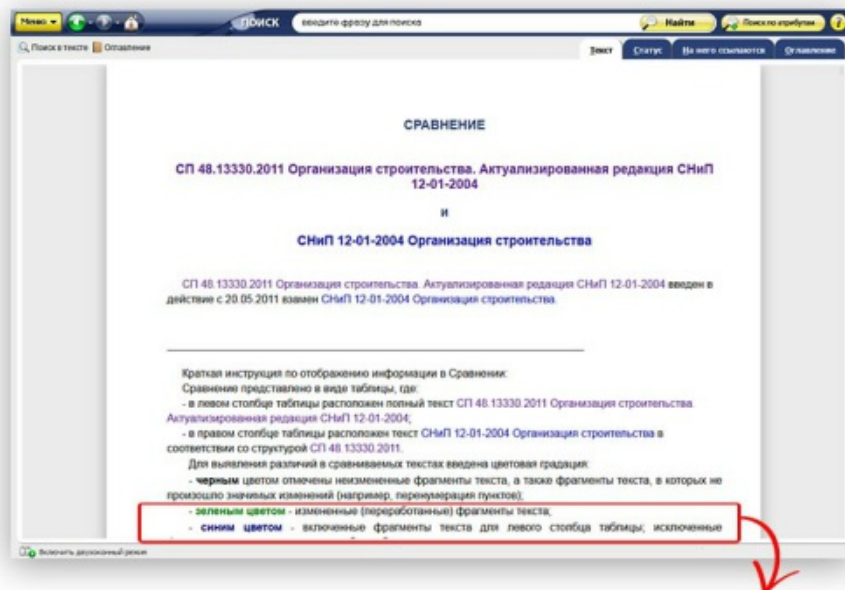 Меню
ПОИСК
введите фразу для поиска
Найти
Поиск по атрибутам
?
Поиск в тексте
Оглавление
Текст
Статус
На него ссылаются
Оглавление
СРАВНЕНИЕ
СП 48.13330.2011 Организация строительства. Актуализированная редакция СНиП
12-01-2004
и
СНиП 12-01-2004 Организация строительства
СП 48.13330.2011 Организация строительства. Актуализированная редакция СНиП 12-01-2004 введен в
действие с 20.05.2011 взамен СНиП 12-01-2004 Организация строительства.
Краткая инструкция по отображению информации в Сравнении:
Сравнение представлено в виде таблицы, где:
- в левом столбце таблицы расположен полный текст СП 48.13330.2011 Организация строительства.
Актуализированная редакция СНиП 12-01-2004;
- в правом столбце таблицы расположен текст СНиП 12-01-2004 Организация строительства в
соответствии со структурой СП 48.13330.2011.
Для выявления различий в сравниваемых текстах введена цветовая градация:
- черным цветом отмечены неизмененные фрагменты текста, а также фрагменты текста, в которых не
произошло значимых изменений (например, перенумерация пунктов);
- зеленым цветом - измененные (переработанные) фрагменты текста;
- синим цветом - включенные фрагменты текста для левого столбца таблицы; исключенные
Включить двухоконный режим